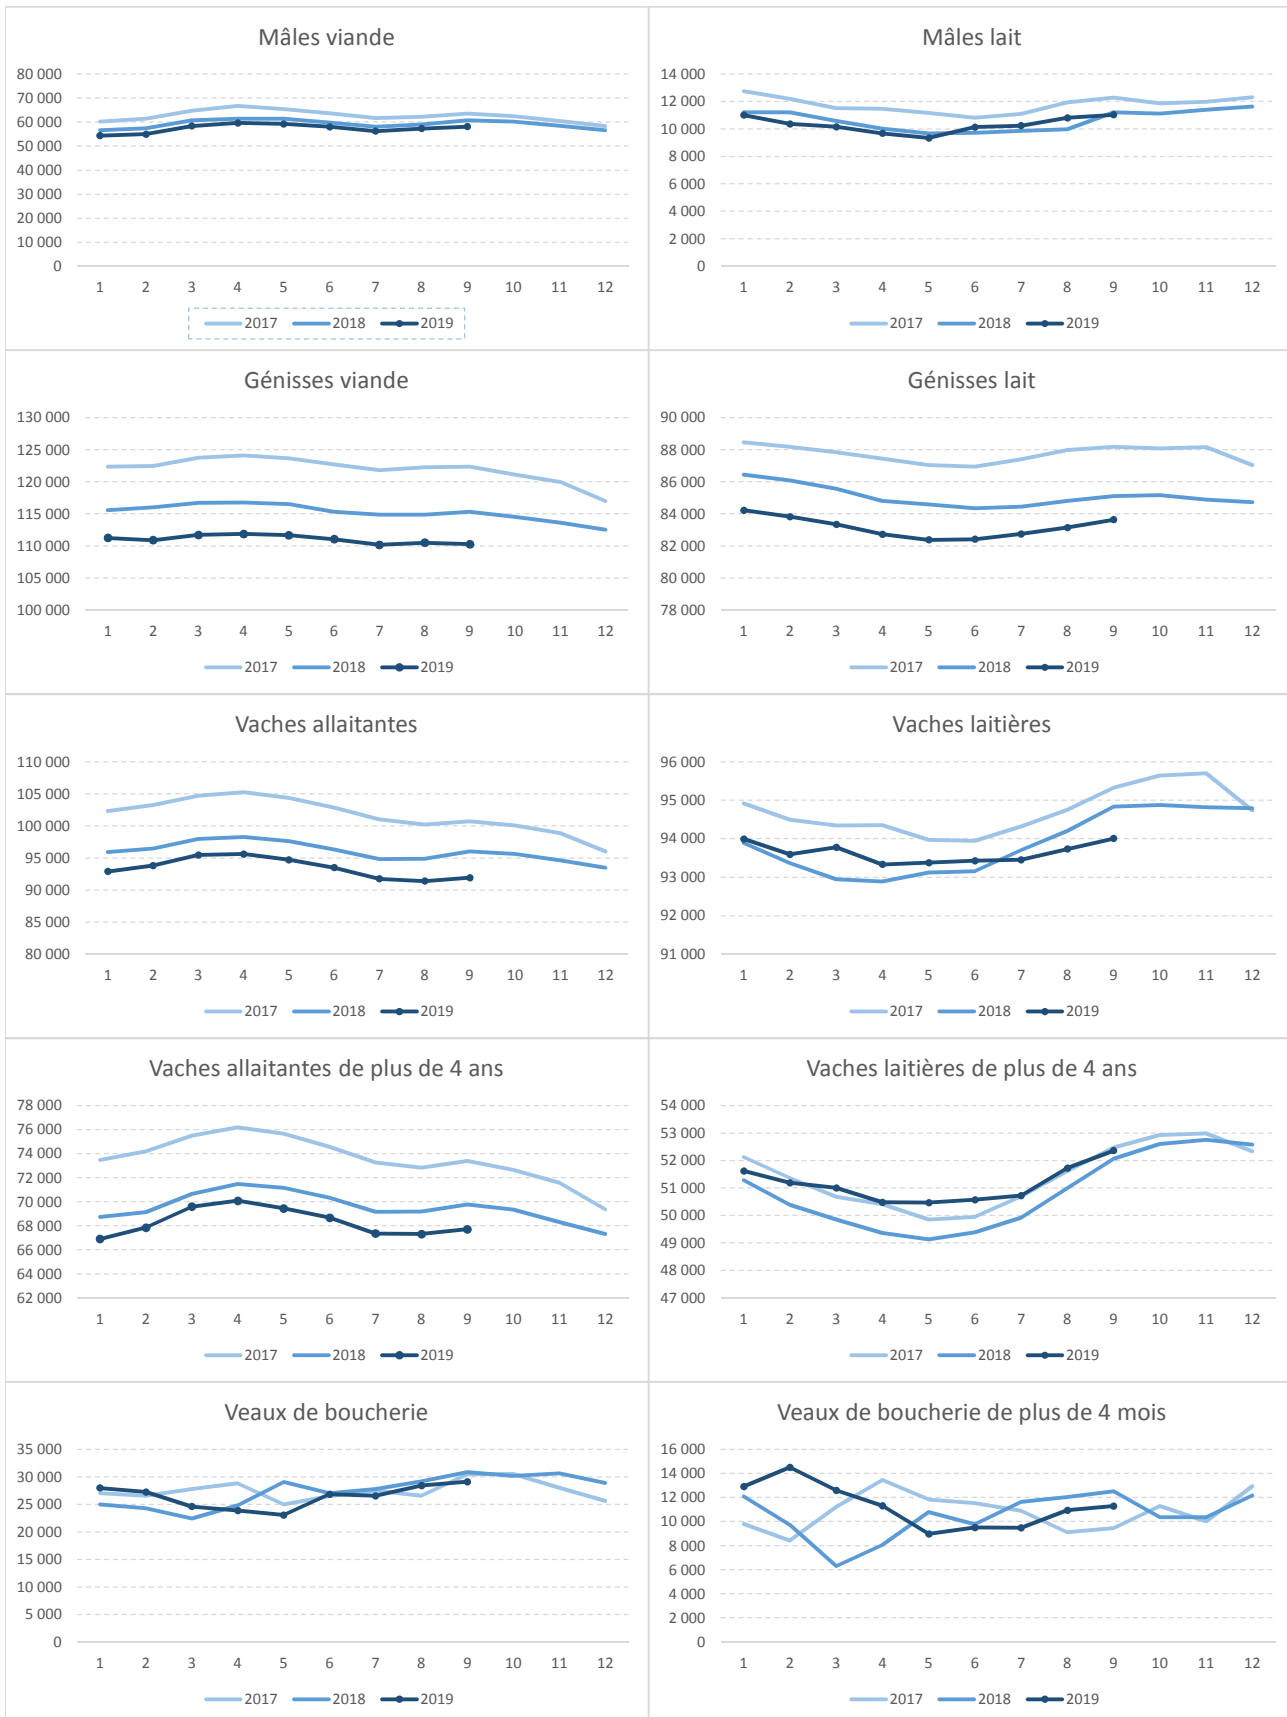 Mâles viande
80 000
70 000
60 000
50 000
40 000
30 000
20 000
10 000
0
1 2 3 4 5 6 7 8 9 10 11 12
2017 2018 2019
Mâles lait
14 000
12 000
10 000
8 000
6 000
4 000
2 000
0
1 2 3 4 5 6 7 8 9 10 11 12
2017 2018 2019
Génisses viande
130 000
125 000
120 000
115 000
110 000
105 000
100 000
1 2 3 4 5 6 7 8 9 10 11 12
2017 2018 2019
Génisses lait
90 000
88 000
86 000
84 000
82 000
80 000
78 000
1 2 3 4 5 6 7 8 9 10 11 12
2017 2018 2019
Vaches allaitantes
110 000
105 000
100 000
95 000
90 000
85 000
80 000
1 2 3 4 5 6 7 8 9 10 11 12
2017 2018 2019
Vaches laitières
96 000
95 000
94 000
93 000
92 000
91 000
1 2 3 4 5 6 7 8 9 10 11 12
2017 2018 2019
Vaches allaitantes de plus de 4 ans
78 000
76 000
74 000
72 000
70 000
68 000
66 000
64 000
62 000
1 2 3 4 5 6 7 8 9 10 11 12
2017 2018 2019
Vaches laitières de plus de 4 ans
54 000
53 000
52 000
51 000
50 000
49 000
48 000
47 000
1 2 3 4 5 6 7 8 9 10 11 12
2017 2018 2019
Veaux de boucherie
35 000
30 000
25 000
20 000
15 000
10 000
5 000
0
1 2 3 4 5 6 7 8 9 10 11 12
2017 2018 2019
Veaux de boucherie de plus de 4 mois
16 000
14 000
12 000
10 000
8 000
6 000
4 000
2 000
0
1 2 3 4 5 6 7 8 9 10 11 12
2017 2018 2019